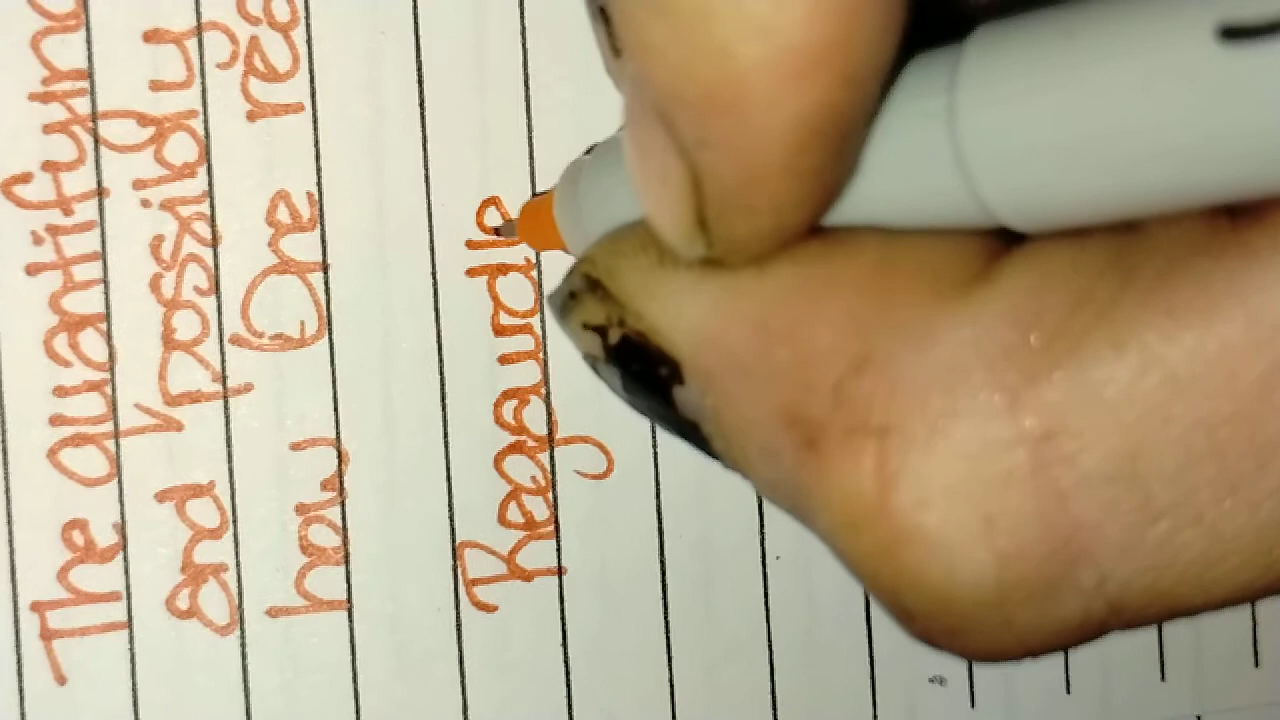 The quantifying
and possibly
how One rea
Regardle